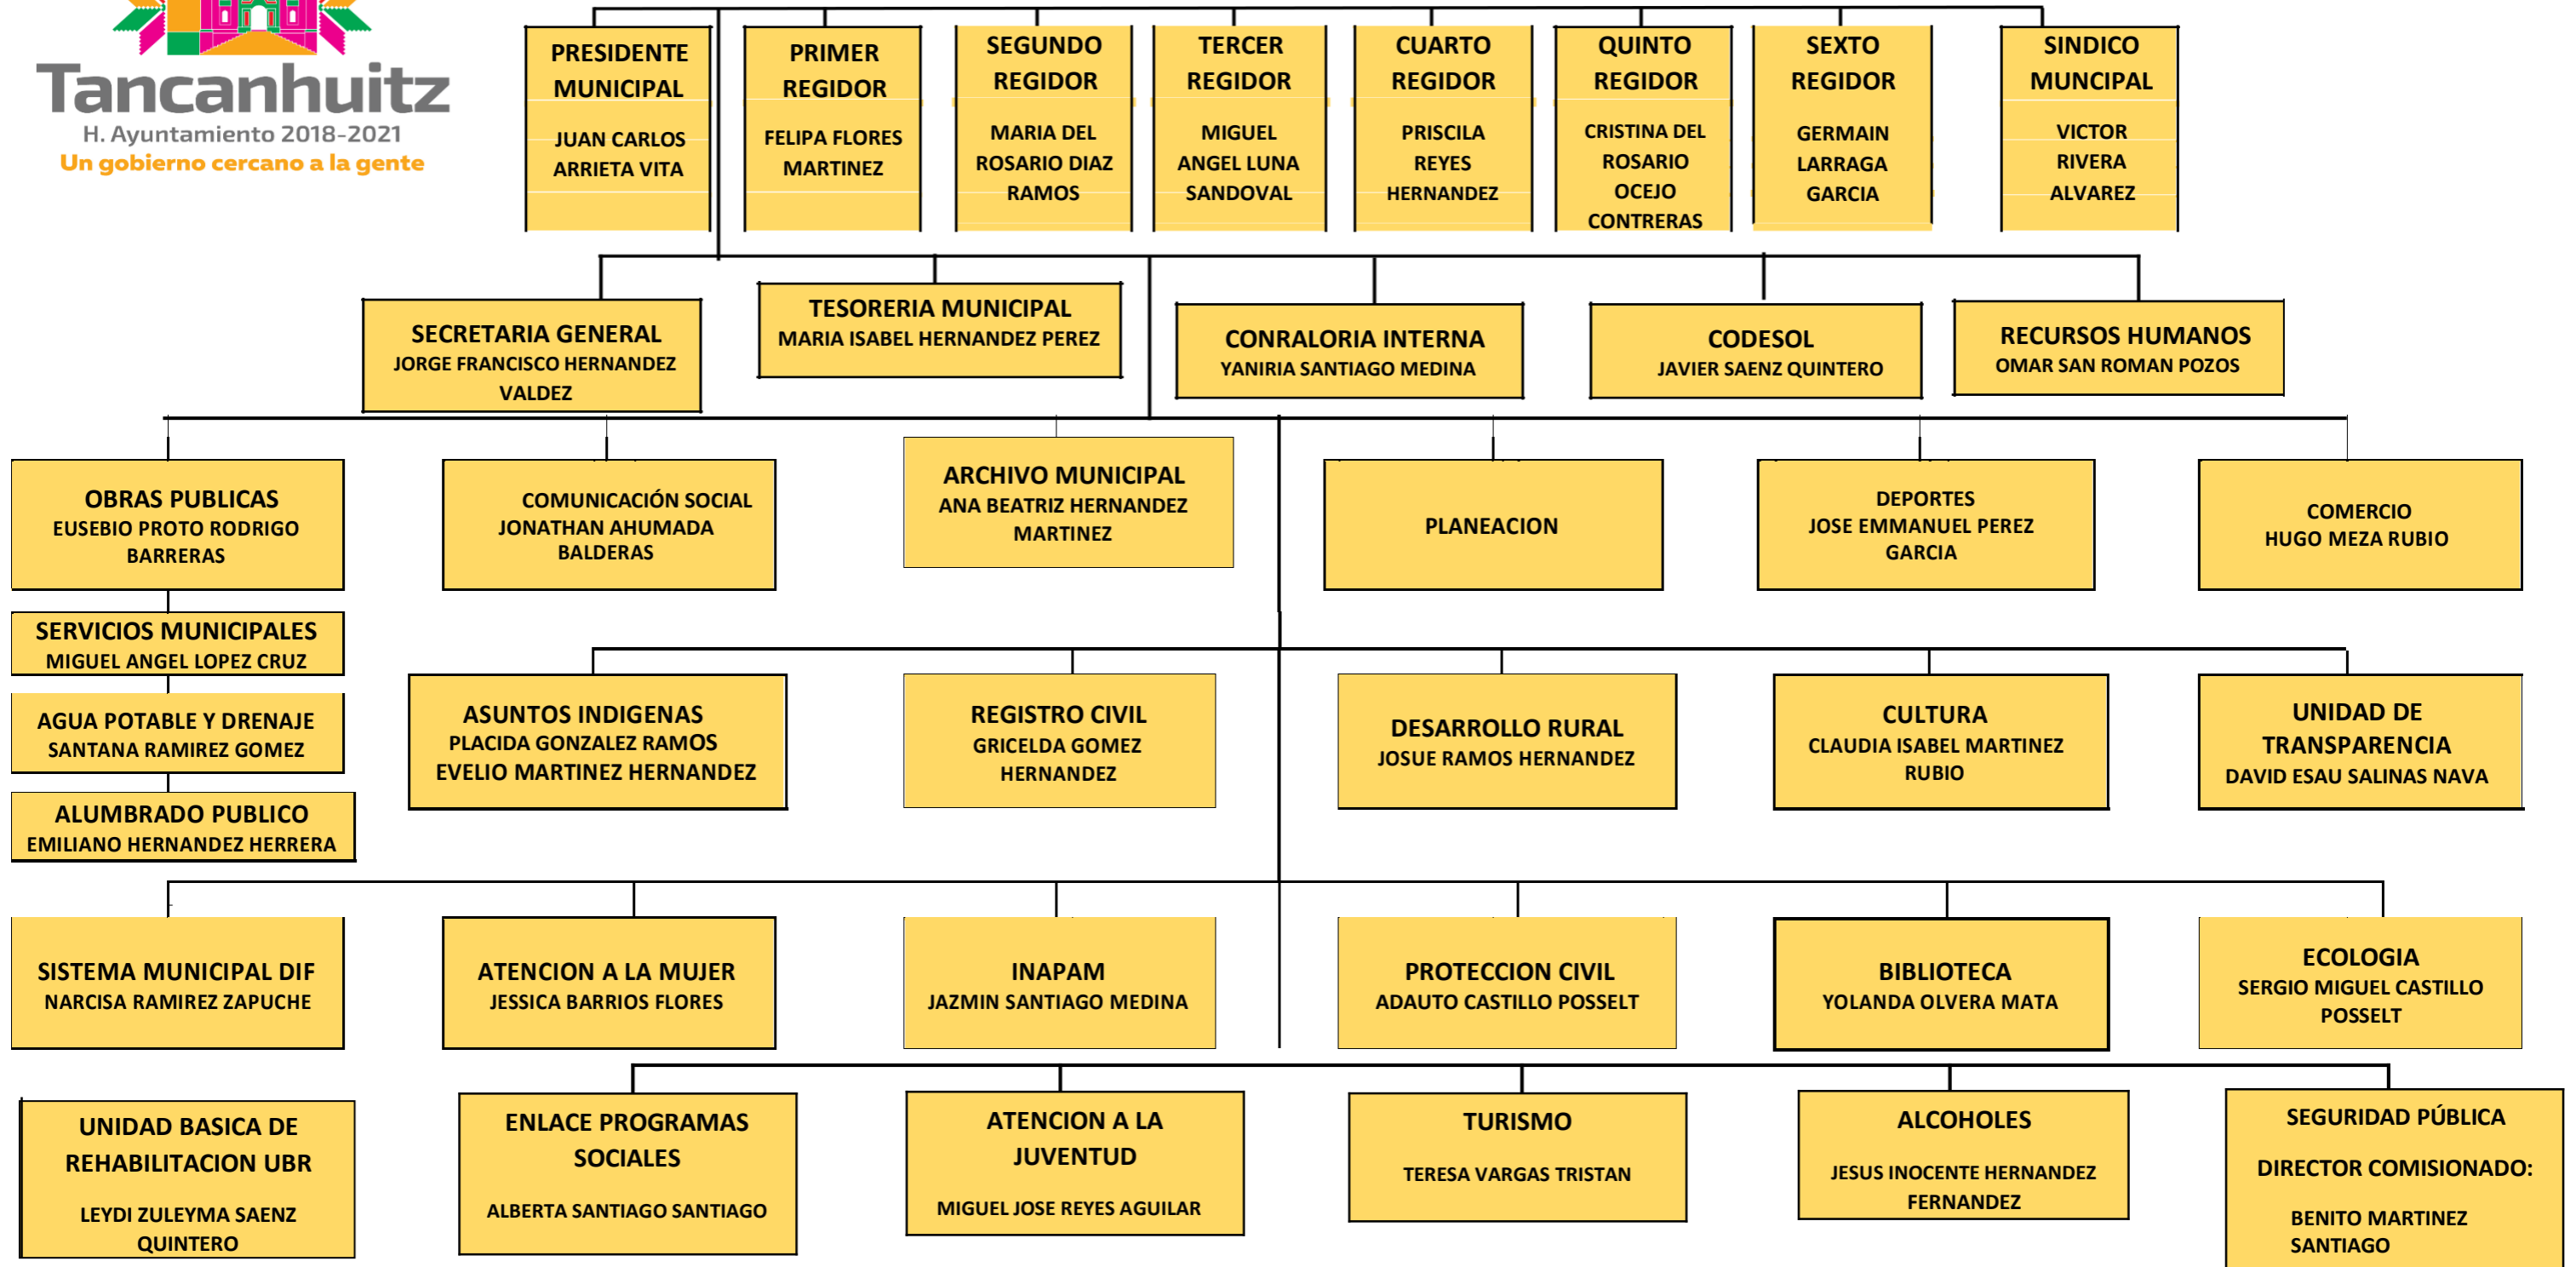 Tancanhuitz
H. Ayuntamiento 2018-2021
Un gobierno cercano a la gente
PRESIDENTE
MUNICIPAL
JUAN CARLOS
ARRIETA VITA
PRIMER
REGIDOR
FELIPA FLORES
MARTINEZ
SEGUNDO
REGIDOR
MARIA DEL
ROSARIO DIAZ
RAMOS
TERCER
REGIDOR
MIGUEL
ANGEL LUNA
SANDOVAL
CUARTO
REGIDOR
PRISCILA
REYES
HERNANDEZ
QUINTO
REGIDOR
CRISTINA DEL
ROSARIO
OCEJO
CONTRERAS
SEXTO
REGIDOR
GERMAIN
LARRAGA
GARCIA
SINDICO
MUNCIPAL
VICTOR
RIVERA
ALVAREZ
SECRETARIA GENERAL
JORGE FRANCISCO HERNANDEZ
VALDEZ
TESORERIA MUNICIPAL
MARIA ISABEL HERNANDEZ PEREZ
CONRALORIA INTERNA
YANIRIA SANTIAGO MEDINA
CODESOL
JAVIER SAENZ QUINTERO
RECURSOS HUMANOS
OMAR SAN ROMAN POZOS
OBRAS PUBLICAS
EUSEBIO PROTO RODRIGO
BARRERAS
COMUNICACIÓN SOCIAL
JONATHAN AHUMADA
BALDERAS
ARCHIVO MUNICIPAL
ANA BEATRIZ HERNANDEZ
MARTINEZ
PLANEACION
DEPORTES
JOSE EMMANUEL PEREZ
GARCIA
COMERCIO
HUGO MEZA RUBIO
SERVICIOS MUNICIPALES
MIGUEL ANGEL LOPEZ CRUZ
AGUA POTABLE Y DRENAJE
SANTANA RAMIREZ GOMEZ
ALUMBRADO PUBLICO
EMILIANO HERNANDEZ HERRERA
ASUNTOS INDIGENAS
PLACIDA GONZALEZ RAMOS
EVELIO MARTINEZ HERNANDEZ
REGISTRO CIVIL
GRICELDA GOMEZ
HERNANDEZ
DESARROLLO RURAL
JOSUE RAMOS HERNANDEZ
CULTURA
CLAUDIA ISABEL MARTINEZ
RUBIO
UNIDAD DE
TRANSPARENCIA
DAVID ESAU SALINAS NAVA
SISTEMA MUNICIPAL DIF
NARCISA RAMIREZ ZAPUCHE
ATENCION A LA MUJER
JESSICA BARRIOS FLORES
INAPAM
JAZMIN SANTIAGO MEDINA
PROTECCION CIVIL
ADAUTO CASTILLO POSSELT
BIBLIOTECA
YOLANDA OLVERA MATA
ECOLOGIA
SERGIO MIGUEL CASTILLO
POSSELT
UNIDAD BASICA DE
REHABILITACION UBR
LEYDI ZULEYMA SAENZ
QUINTERO
ENLACE PROGRAMAS
SOCIALES
ALBERTA SANTIAGO SANTIAGO
ATENCION A LA
JUVENTUD
MIGUEL JOSE REYES AGUILAR
TURISMO
TERESA VARGAS TRISTAN
ALCOHOLES
JESUS INOCENTE HERNANDEZ
FERNANDEZ
SEGURIDAD PÚBLICA
DIRECTOR COMISIONADO:
BENITO MARTINEZ
SANTIAGO